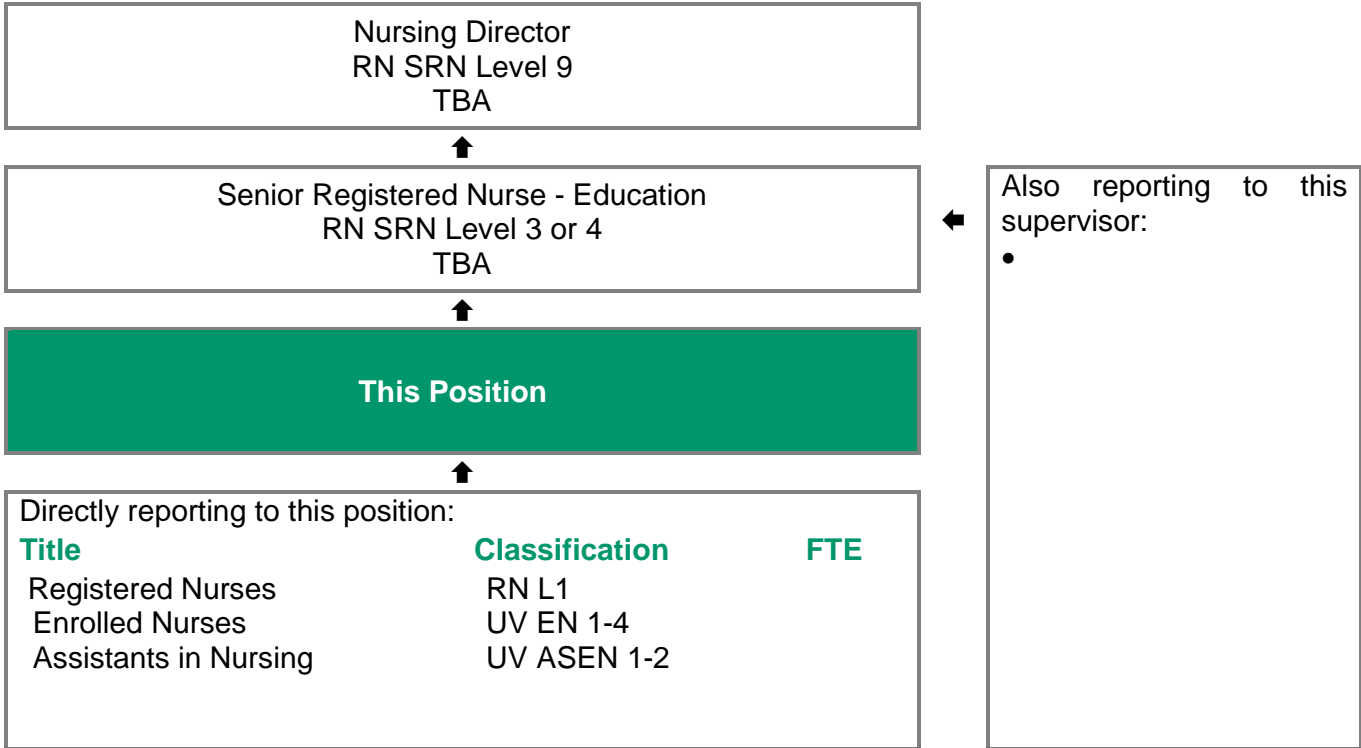 Nursing Director
RN SRN Level 9
TBA
Senior Registered Nurse - Education
RN SRN Level 3 or 4
TBA
Also reporting to this
supervisor:
•
This Position
Directly reporting to this position:
Title Classification FTE
Registered Nurses RN L1
Enrolled Nurses UV EN 1-4
Assistants in Nursing UV ASEN 1-2